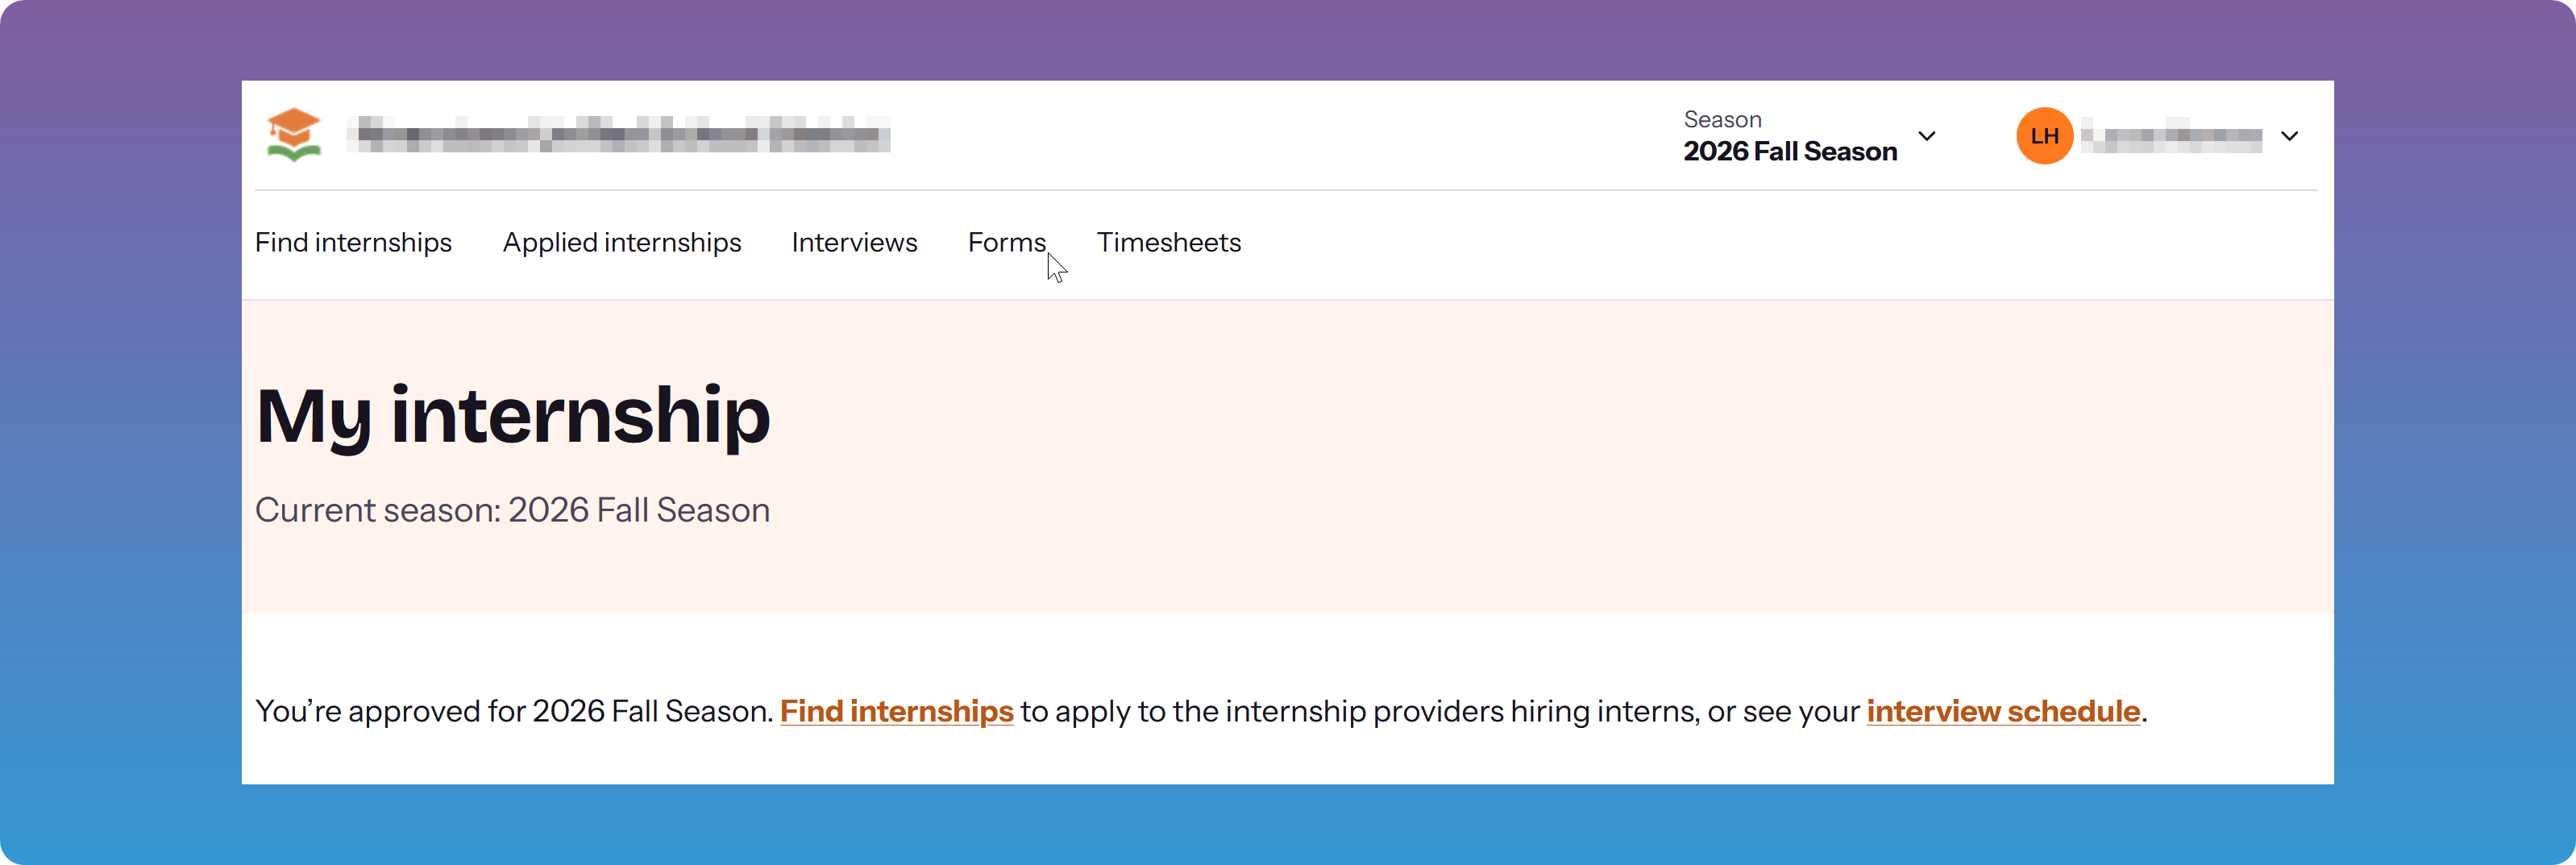 Season
2026 Fall Season
LH
Find internships Applied internships Interviews Forms Timesheets
My internship
Current season: 2026 Fall Season
You’re approved for 2026 Fall Season. Find internships to apply to the internship providers hiring interns, or see your interview schedule.